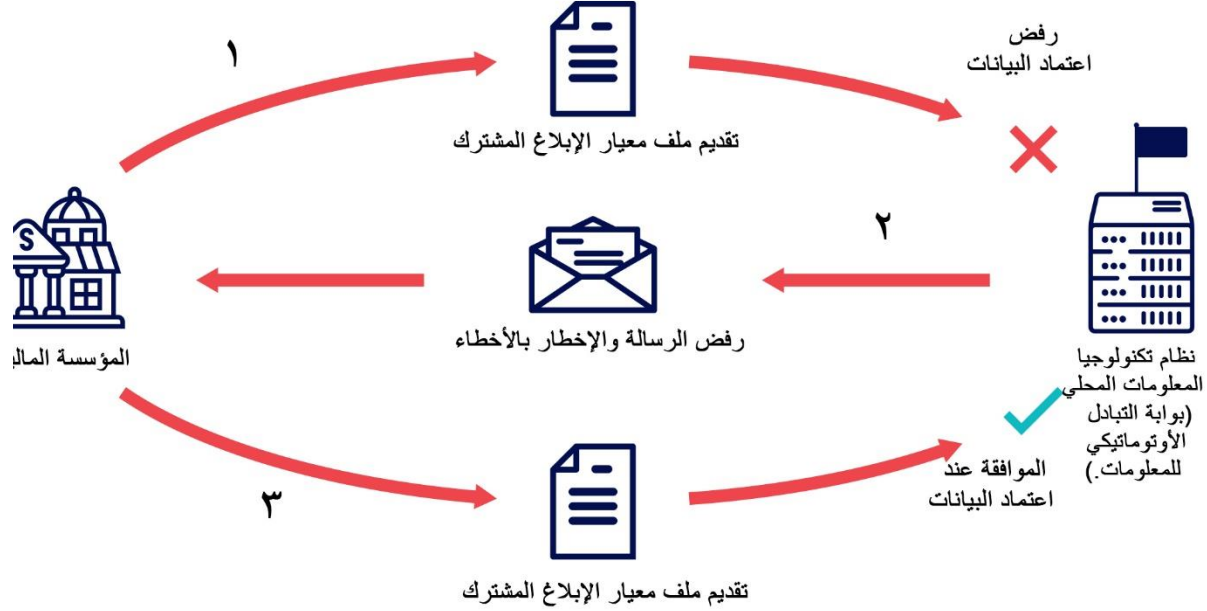 ١
رفض
اعتماد البيانات
تقديم ملف معيار الإبلاغ المشترك
٢
رفض الرسالة والإخطار بالأخطاء
المؤسسة
نظام تكنولوجيا
المعلومات المحلي
(بوابة التبادل
الأوتوماتيكي
للمعلومات.)
الموافقة عند
اعتماد البيانات
٣
تقديم ملف معيار الإبلاغ المشترك